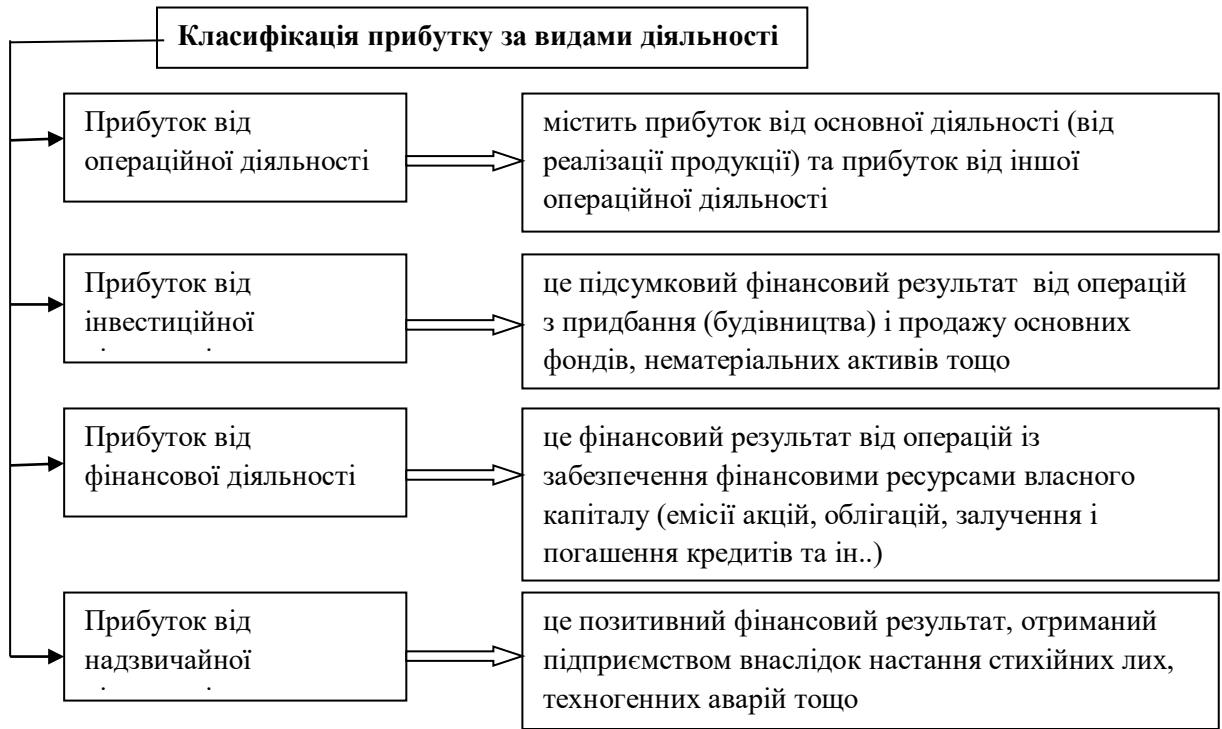 Класифікація прибутку за видами діяльності
Прибуток від
операційної діяльності
містить прибуток від основної діяльності (від
реалізації продукції) та прибуток від іншої
операційної діяльності
Прибуток від
інвестиційної
це підсумковий фінансовий результат від операцій
з придбання (будівництва) і продажу основних
фондів, нематеріальних активів тощо
Прибуток від
фінансової діяльності
це фінансовий результат від операцій із
забезпечення фінансовими ресурсами власного
капіталу (емісії акцій, облігацій, залучення і
погашення кредитів та ін..)
Прибуток від
надзвичайної
це позитивний фінансовий результат, отриманий
підприємством внаслідок настання стихійних лих,
техногенних аварій тощо